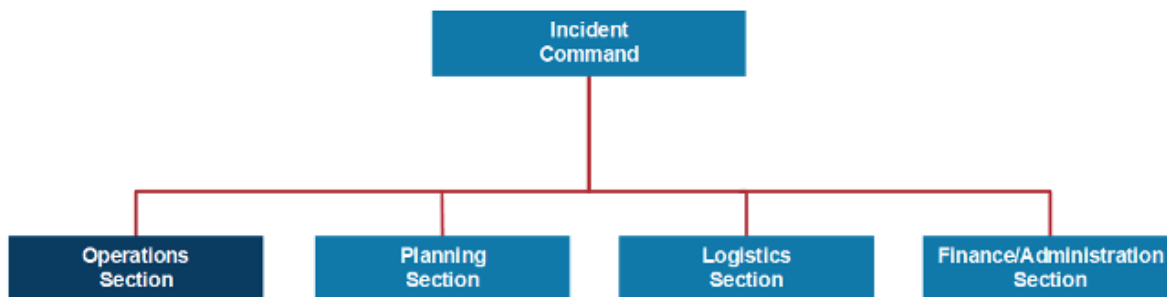 Incident
Command
Operations
Section
Planning
Section
Logistics
Section
Finance/Administration
Section